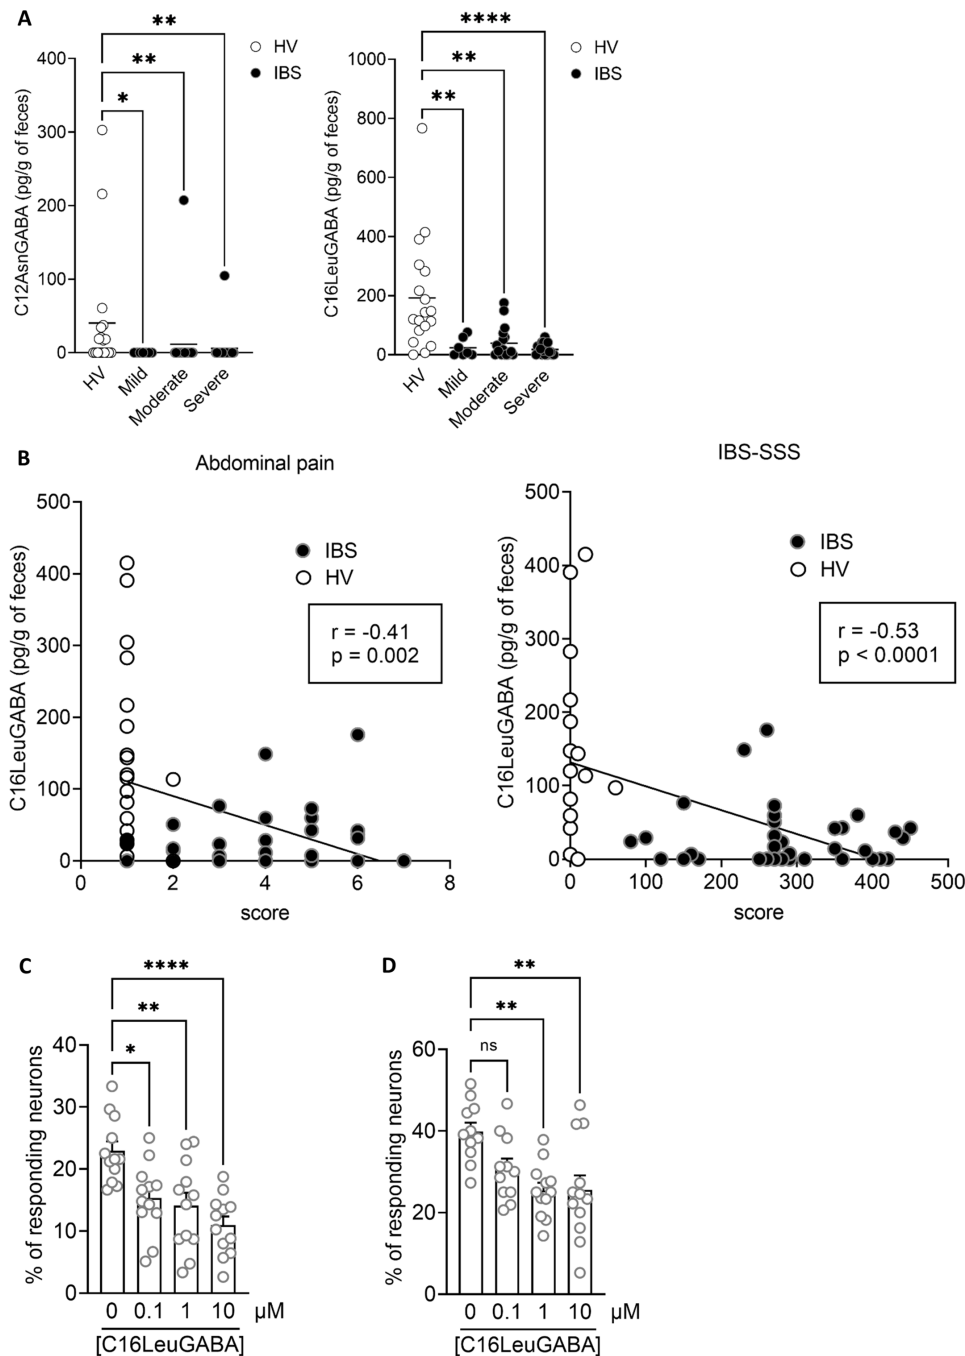 A
**
****
○ HV
● IBS
○ HV
● IBS
**
**
*
**
C12AsnGABA (pg/g of feces)
400
300
200
100
0
HV
Mild
Moderate
Severe
C16LeuGABA (pg/g of feces)
1000
800
600
400
200
0
HV
Mild
Moderate
Severe
B
Abdominal pain
IBS-SSS
C16LeuGABA (pg/g of feces)
500
400
300
200
100
0
IBS
HV
r = -0.41
p = 0.002
0 2 4 6 8
score
C16LeuGABA (pg/g of feces)
500
400
300
200
100
0
IBS
HV
r = -0.53
p < 0.0001
0 100 200 300 400 500
score
C
****
**
*
% of responding neurons
40
30
20
10
0
0 0.1 1 10 µM
[C16LeuGABA]
D
**
**
ns
% of responding neurons
60
40
20
0
0 0.1 1 10 µM
[C16LeuGABA]